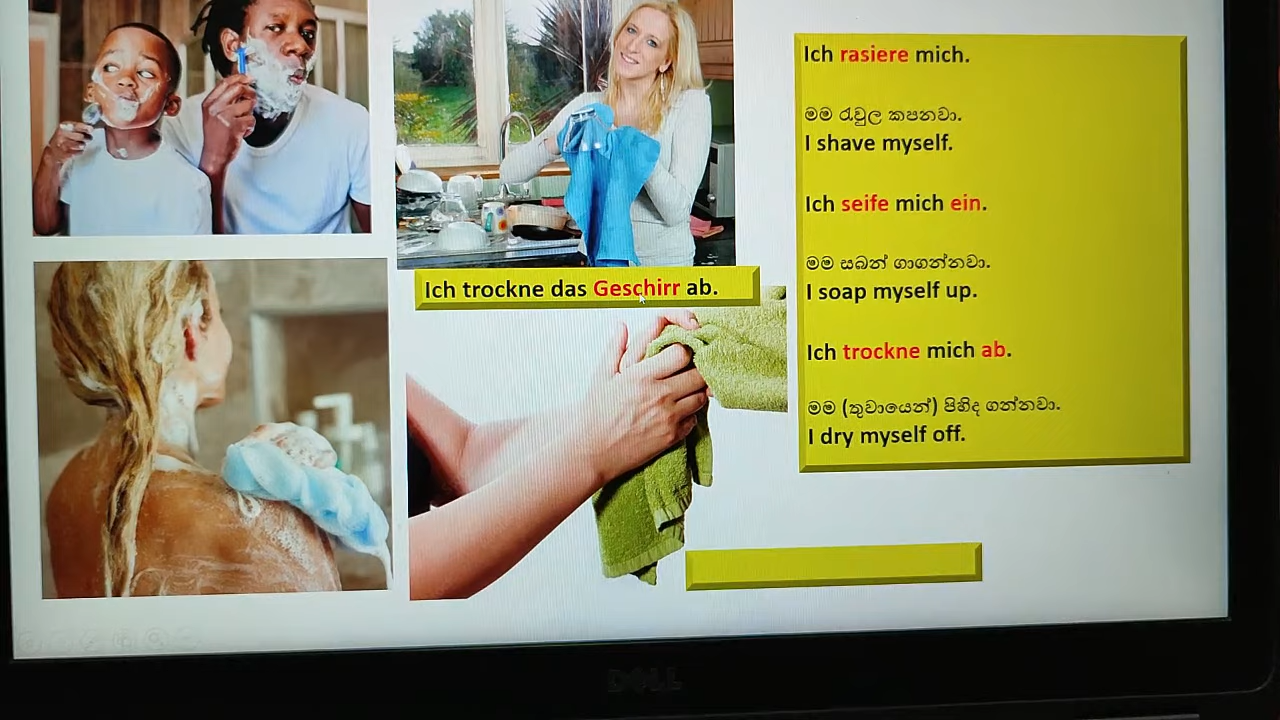 Ich rasiere mich.
මම රැවුල කපනවා.
I shave myself.
Ich seife mich ein.
මම සබන් ගාගන්නවා.
I soap myself up.
Ich trockne das Geschirr ab.
Ich trockne mich ab.
මම (තුවායෙන්) පිහිද ගන්නවා.
I dry myself off.
DELL